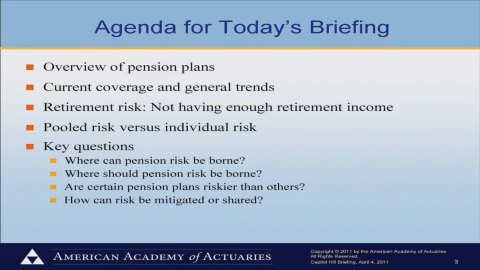 Agenda for Today's Briefing
Overview of pension plans
Current coverage and general trends
Retirement risk: Not having enough retirement income
Pooled risk versus individual risk
Key questions
Where can pension risk be borne?
Where should pension risk be borne?
Are certain pension plans riskier than others?
How can risk be mitigated or shared?
AMERICAN ACADEMY of ACTUARIES
Copyright © 2011 by the American Academy of Actuaries
All Rights Reserved.
Capitol Hill Briefing, April 4, 2011
3